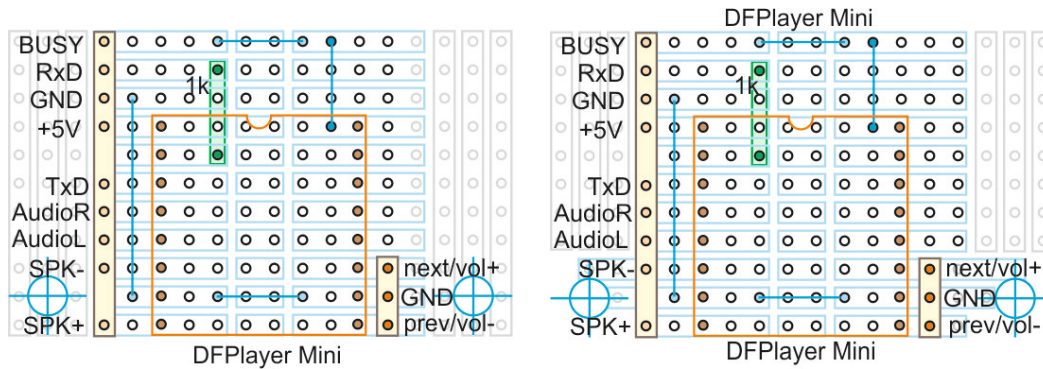 BUSY
RxD
1k
GND
+5V
TxD
AudioR
AudioL
SPK-
next/vol+
GND
SPK+
prev/vol-
DFPlayer Mini
DFPlayer Mini
BUSY
RxD
1k
GND
+5V
TxD
AudioR
AudioL
SPK-
next/vol+
GND
SPK+
prev/vol-
DFPlayer Mini